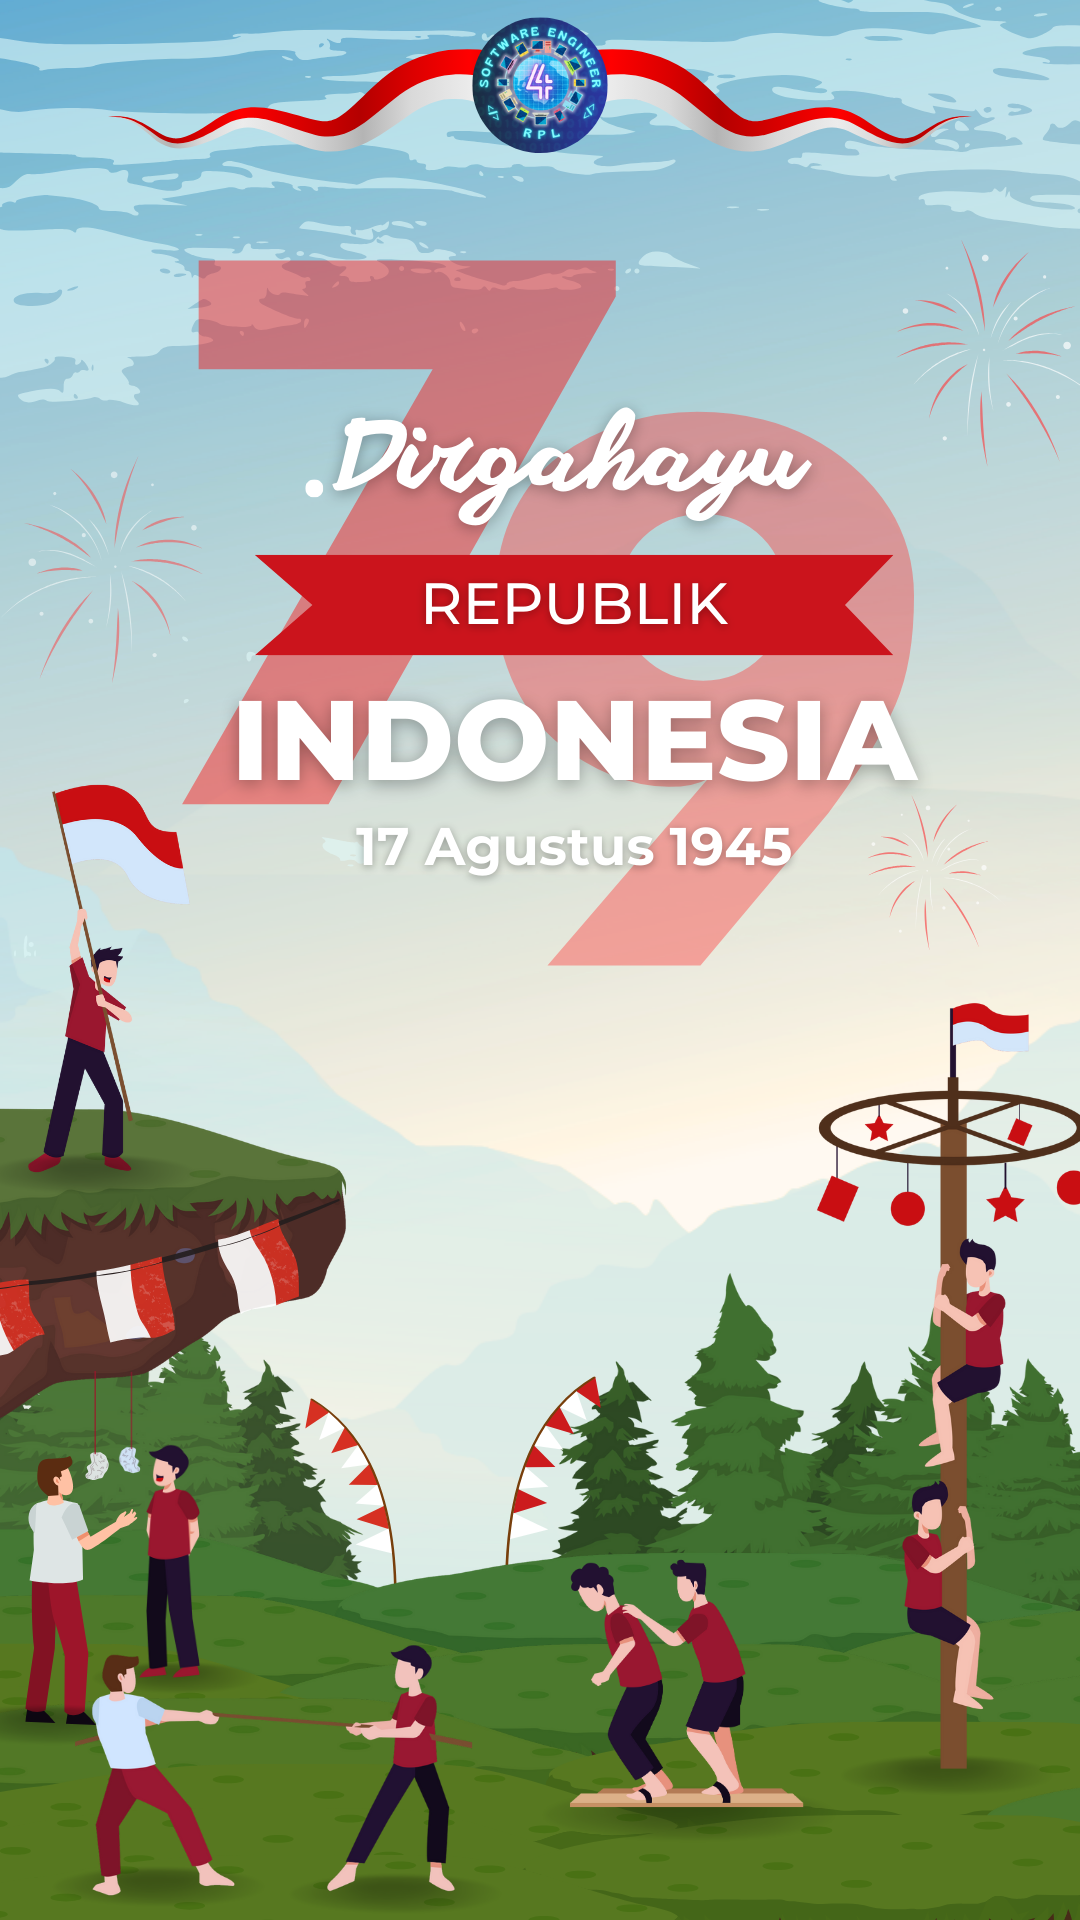 SOFTWARE ENGINEER
4
</> RPL </>
79
.Dirgahayu
REPUBLIK
INDONESIA
17 Agustus 1945